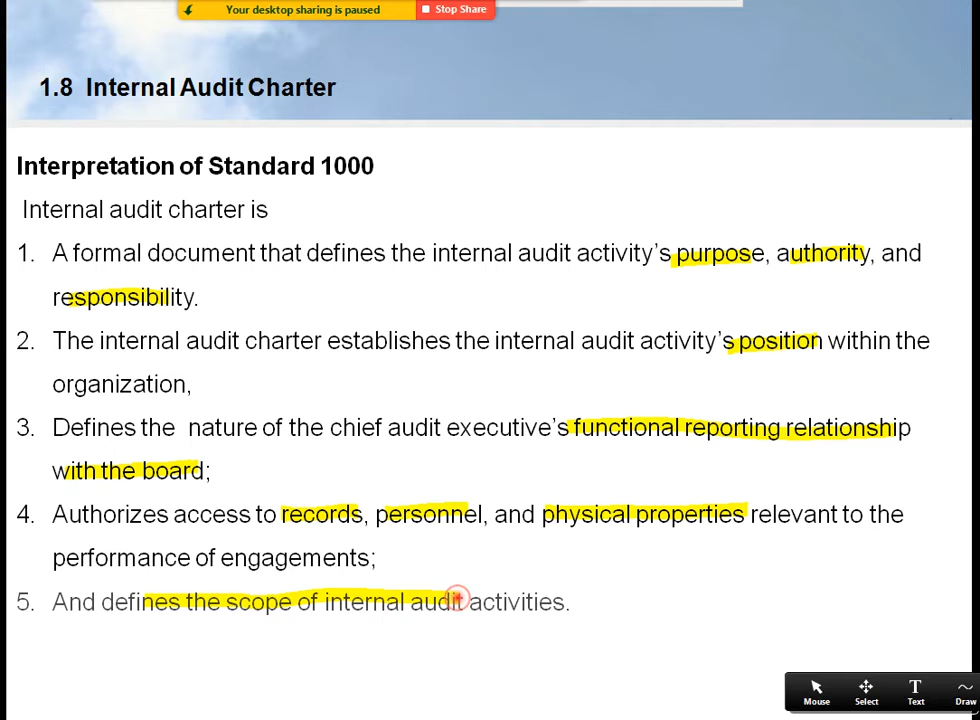 Your desktop sharing is paused Stop Share
1.8 Internal Audit Charter
Interpretation of Standard 1000
Internal audit charter is
1. A formal document that defines the internal audit activity’s purpose, authority, and
responsibility.
2. The internal audit charter establishes the internal audit activity’s position within the
organization,
3. Defines the nature of the chief audit executive’s functional reporting relationship
with the board;
4. Authorizes access to records, personnel, and physical properties relevant to the
performance of engagements;
5. And defines the scope of internal audit activities.
Mouse Select Text Draw